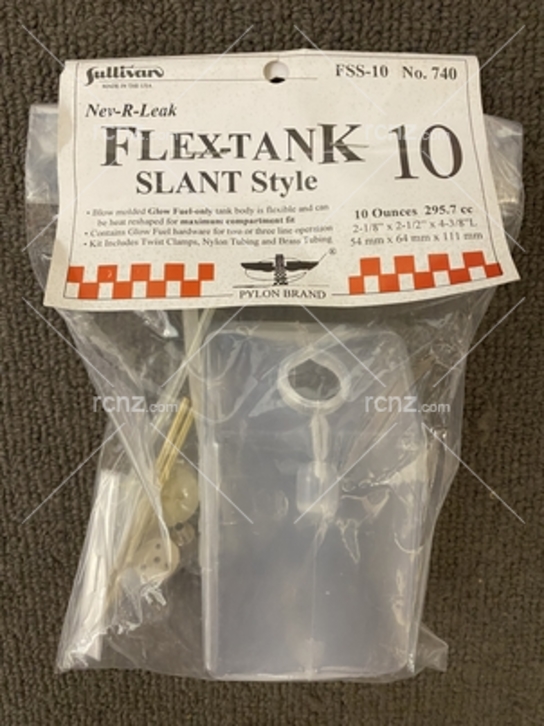 Sullivan
MADE IN THE USA
FSS-10 No. 740
Nev-R-Leak
FLEX-TANK 10
SLANT Style
• Blow molded Glow Fuel-only tank body is flexible and can
be heat reshaped for maximum compartment fit
• Contains Glow Fuel hardware for two or three line operation
• Kit Includes Twist Clamps, Nylon Tubing and Brass Tubing
10 Ounces 295.7 cc
2-1/8" x 2-1/2" x 4-3/8"L
54 mm x 64 mm x 111 mm
®
PYLON BRAND
rcnz.com
rcnz.com
rcnz.com